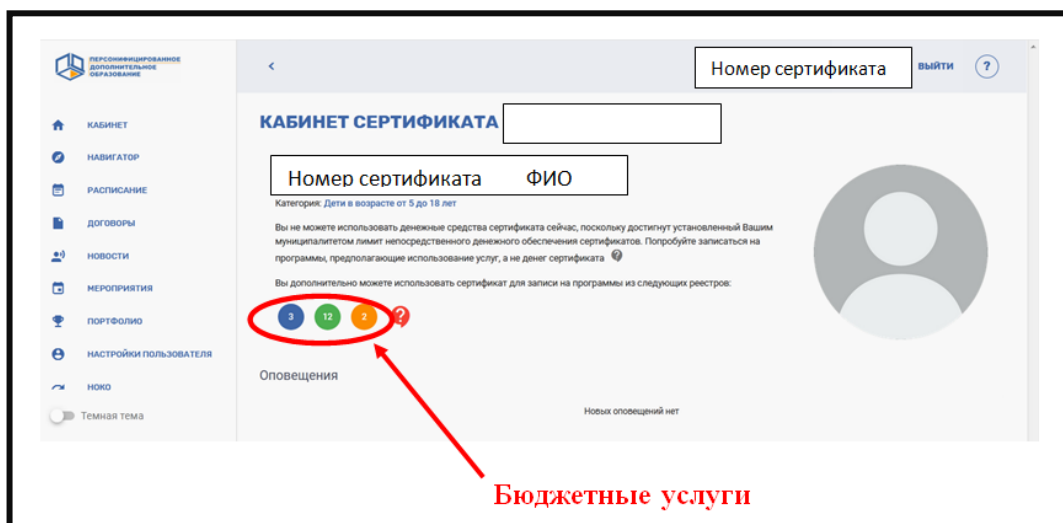 ПЕРСОНИФИЦИРОВАННОЕ
ДОПОЛНИТЕЛЬНОЕ
ОБРАЗОВАНИЕ
<
Номер сертификата
ВЫЙТИ
?
КАБИНЕТ
НАВИГАТОР
РАСПИСАНИЕ
ДОГОВОРЫ
НОВОСТИ
МЕРОПРИЯТИЯ
ПОРТФОЛИО
НАСТРОЙКИ ПОЛЬЗОВАТЕЛЯ
НОКО
Темная тема
КАБИНЕТ СЕРТИФИКАТА
Номер сертификата ФИО
Категория: Дети в возрасте от 5 до 18 лет
Вы не можете использовать денежные средства сертификата сейчас, поскольку достигнут установленный Вашим
муниципалитетом лимит непосредственного денежного обеспечения сертификатов. Попробуйте записаться на
программы, предполагающие использование услуг, а не денег сертификата ?
Вы дополнительно можете использовать сертификат для записи на программы из следующих реестров:
3 12 2 ?
Оповещения
Новых оповещений нет
Бюджетные услуги